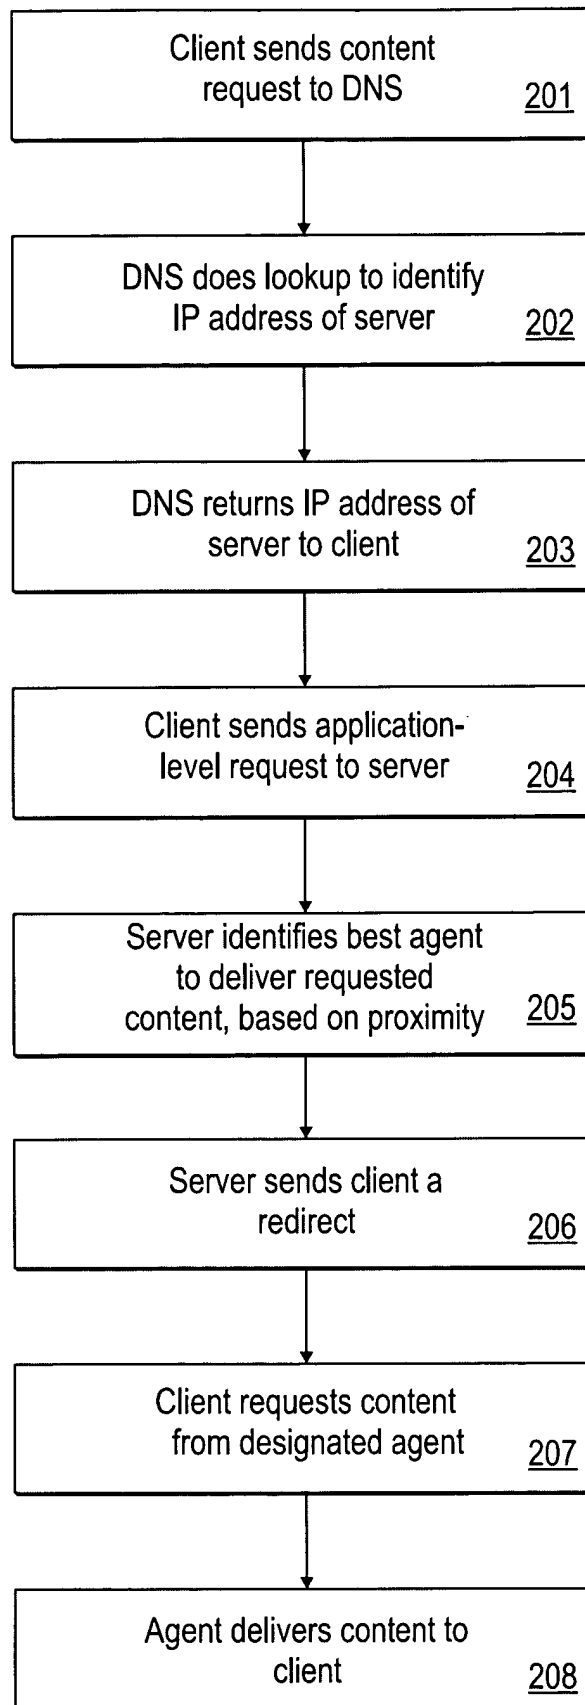 Client sends content
request to DNS
201
DNS does lookup to identify
IP address of server
202
DNS returns IP address of
server to client
203
Client sends application-
level request to server
204
Server identifies best agent
to deliver requested
content, based on proximity
205
Server sends client a
redirect
206
Client requests content
from designated agent
207
Agent delivers content to
client
208